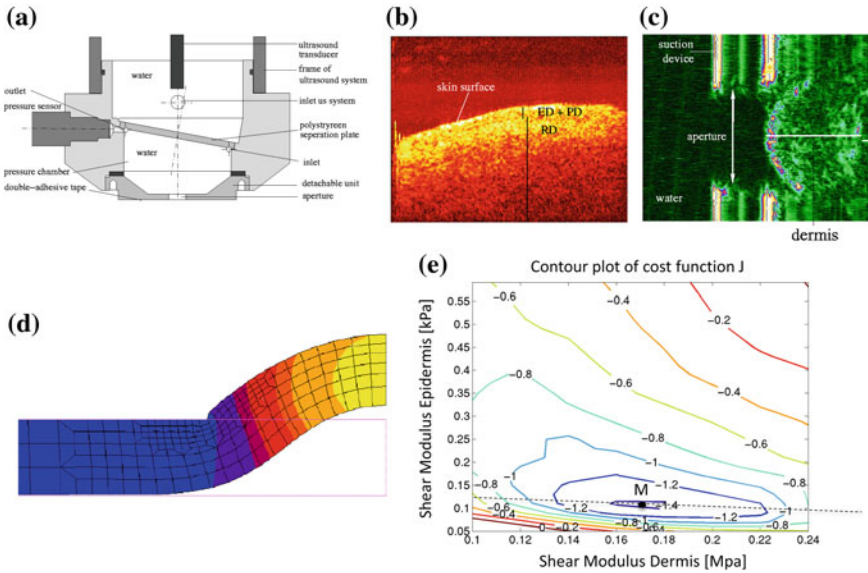 (a)
ultrasound
transducer
frame of
ultrasound system
inlet us system
polystyreen
seperation plate
inlet
detachable unit
aperture
water
water
outlet
pressure sensor
pressure chamber
double-adhesive tape
(b)
skin surface
ED + PD
RD
(c)
suction
device
aperture
water
dermis
(d)
(e)
Contour plot of cost function J
Shear Modulus Epidermis [kPa]
0.55
0.5
0.45
0.4
0.35
0.3
0.25
0.2
0.15
0.1
0.05
-0.6
-0.4
-0.2
-0.8
-0.6
-0.4
-0.6
-0.8
-0.8
-0.6
-1
-1
-1.2
M
-1.4
-0.8
-1
-1.2
-1.2
-1
-0.6
-0.4
-0.2
0
-0.8
-0.8
0.1
0.12
0.14
0.16
0.18
0.2
0.22
0.24
Shear Modulus Dermis [Mpa]